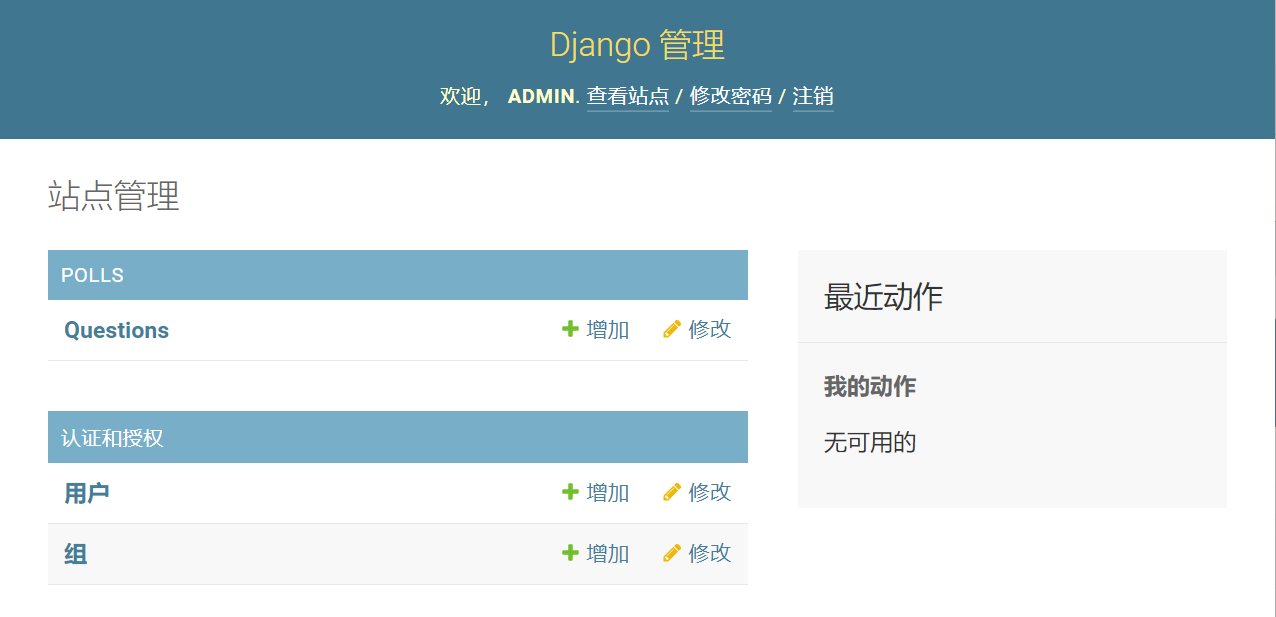 Django 管理
欢迎， ADMIN. 查看站点 / 修改密码 / 注销
站点管理
POLLS
Questions 增加 修改
认证和授权
用户 增加 修改
组 增加 修改
最近动作
我的动作
无可用的